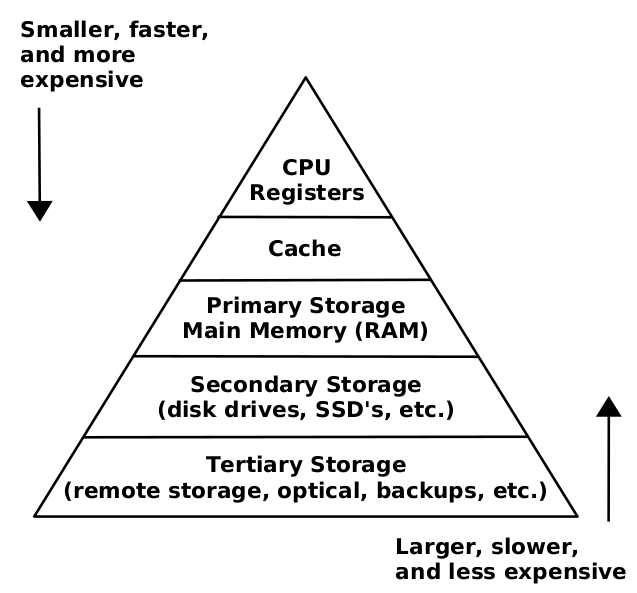 Smaller, faster,
and more
expensive
CPU
Registers
Cache
Primary Storage
Main Memory (RAM)
Secondary Storage
(disk drives, SSD's, etc.)
Tertiary Storage
(remote storage, optical, backups, etc.)
Larger, slower,
and less expensive